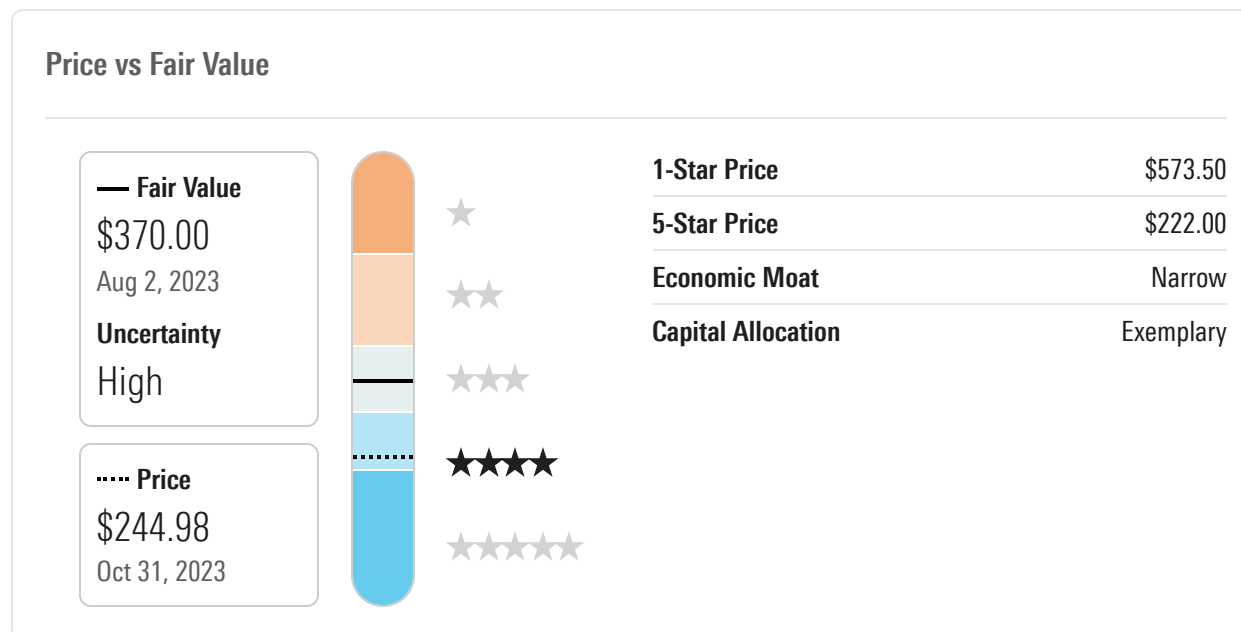 Price vs Fair Value
Fair Value
$370.00
Aug 2, 2023
Uncertainty
High
Price
$244.98
Oct 31, 2023
1-Star Price $573.50
5-Star Price $222.00
Economic Moat Narrow
Capital Allocation Exemplary